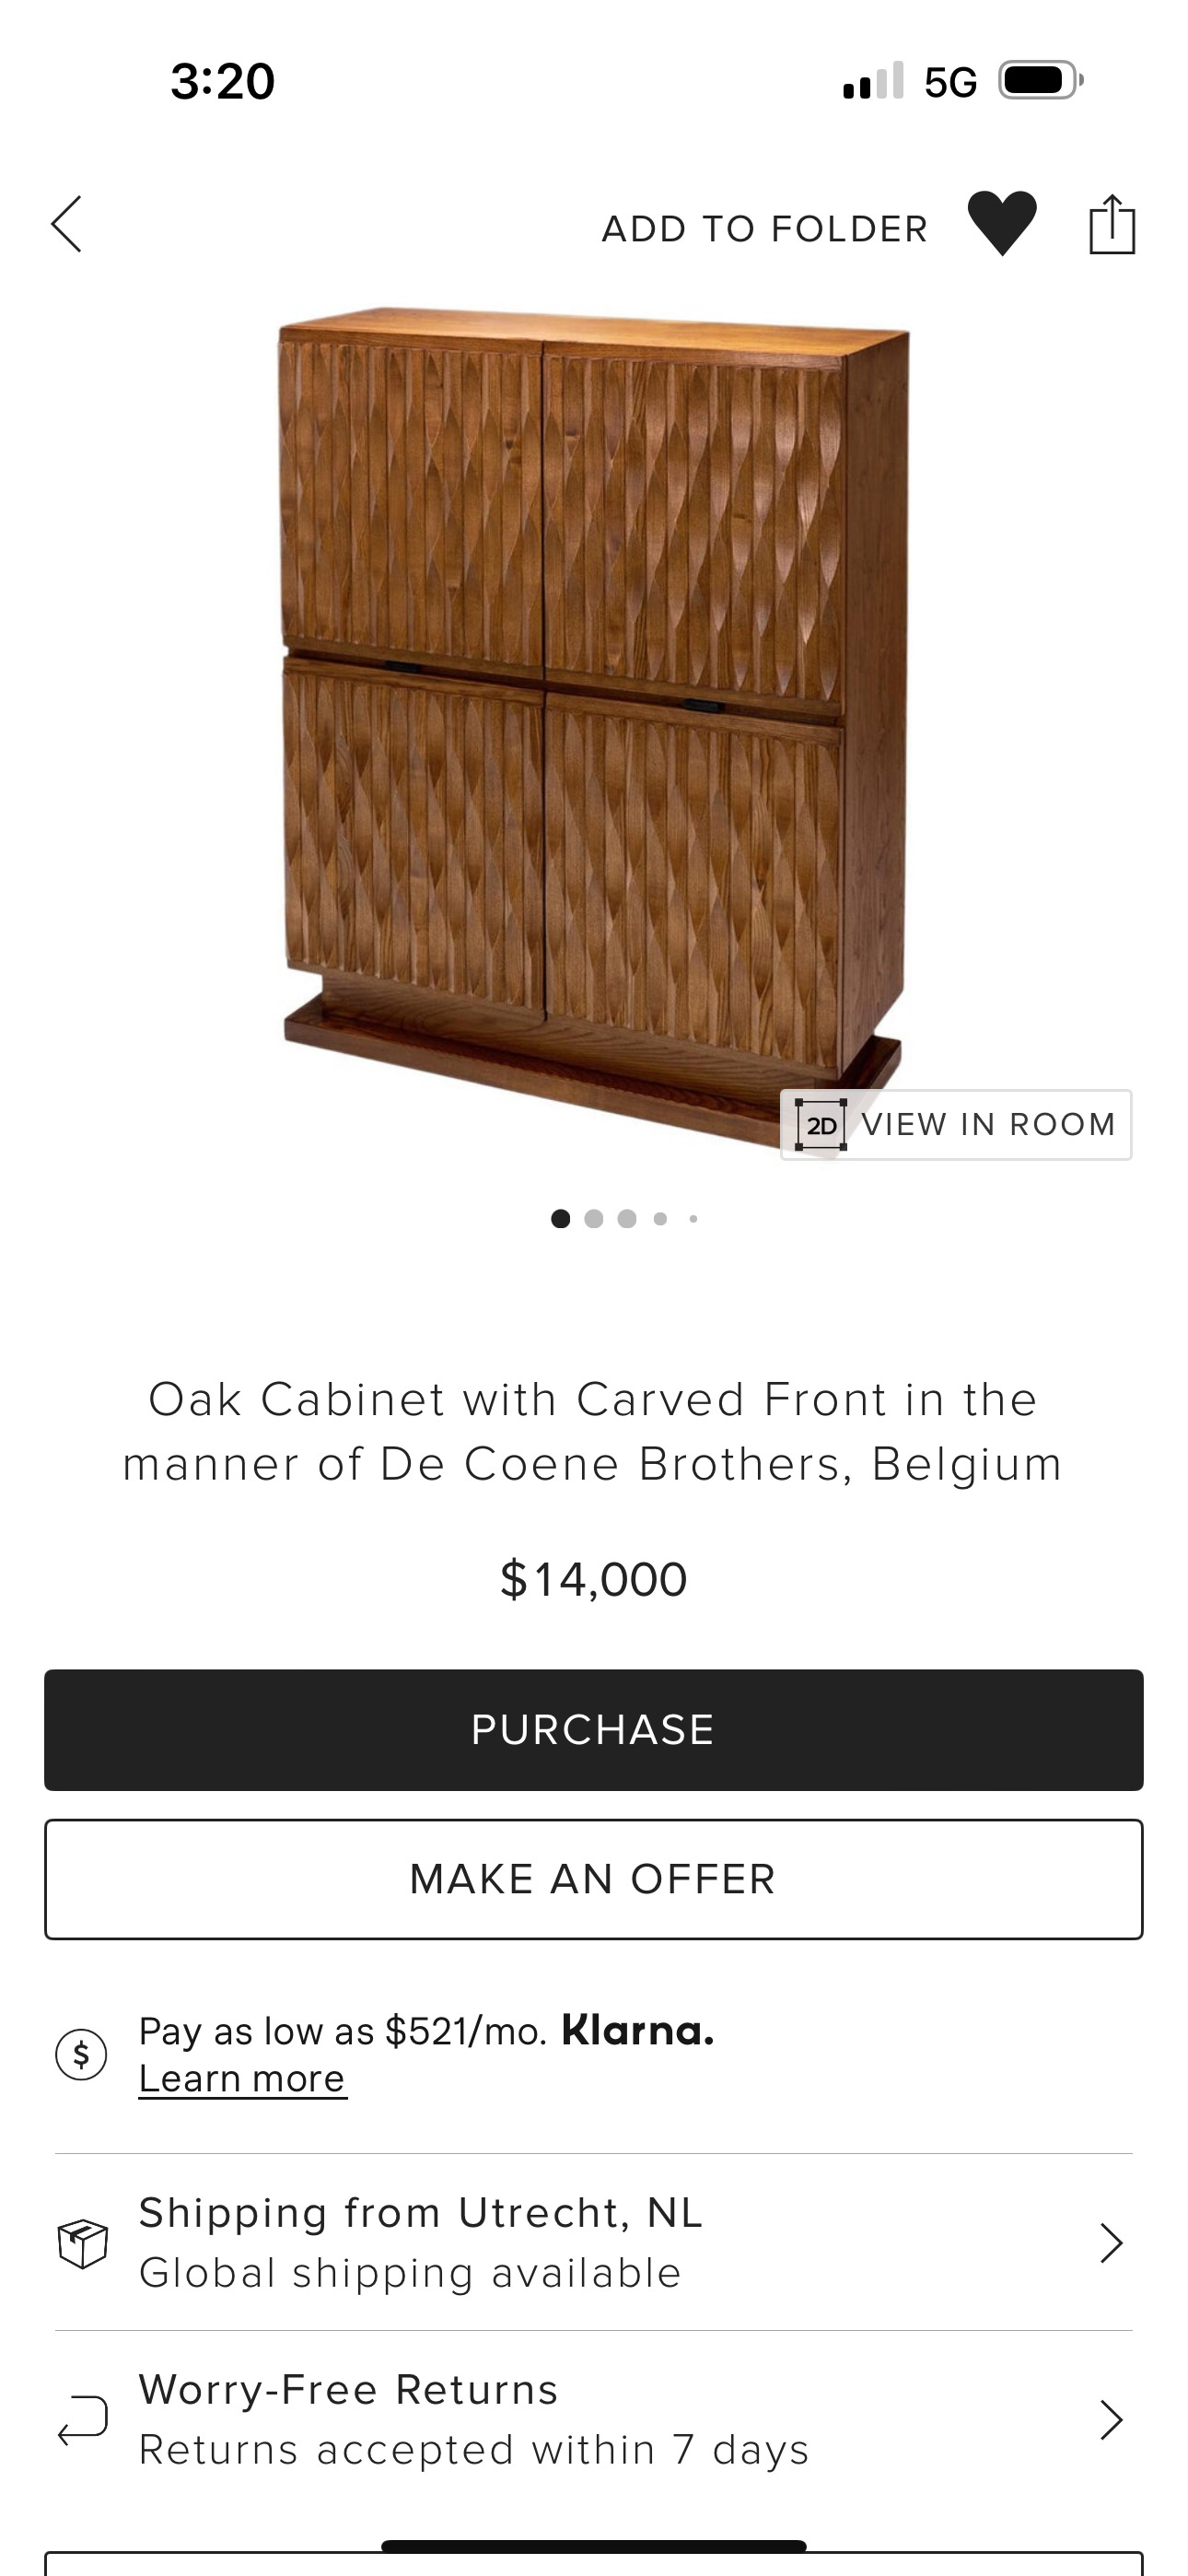 3:20
5G
ADD TO FOLDER
2D VIEW IN ROOM
Oak Cabinet with Carved Front in the
manner of De Coene Brothers, Belgium
$14,000
PURCHASE
MAKE AN OFFER
$
Pay as low as $521/mo. Klarna.
Learn more
Shipping from Utrecht, NL
Global shipping available
Worry-Free Returns
Returns accepted within 7 days